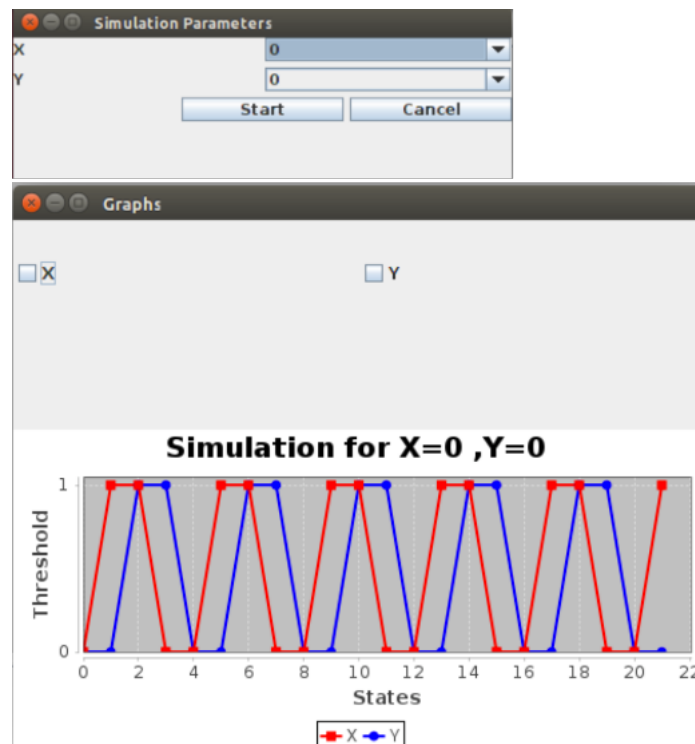 Simulation Parameters
X 0
Y 0
Start Cancel
Graphs
X Y
Simulation for X=0 ,Y=0
1
Threshold
0
0 2 4 6 8 10 12 14 16 18 20 22
States
X Y